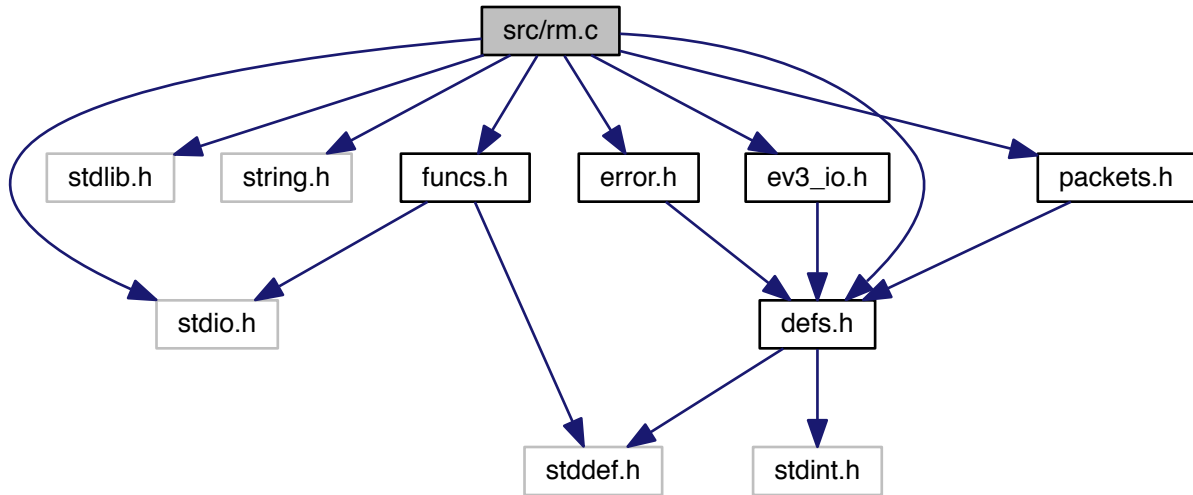 src/rm.c
stdlib.h
string.h
funcs.h
error.h
ev3_io.h
packets.h
stdio.h
defs.h
stddef.h
stdint.h